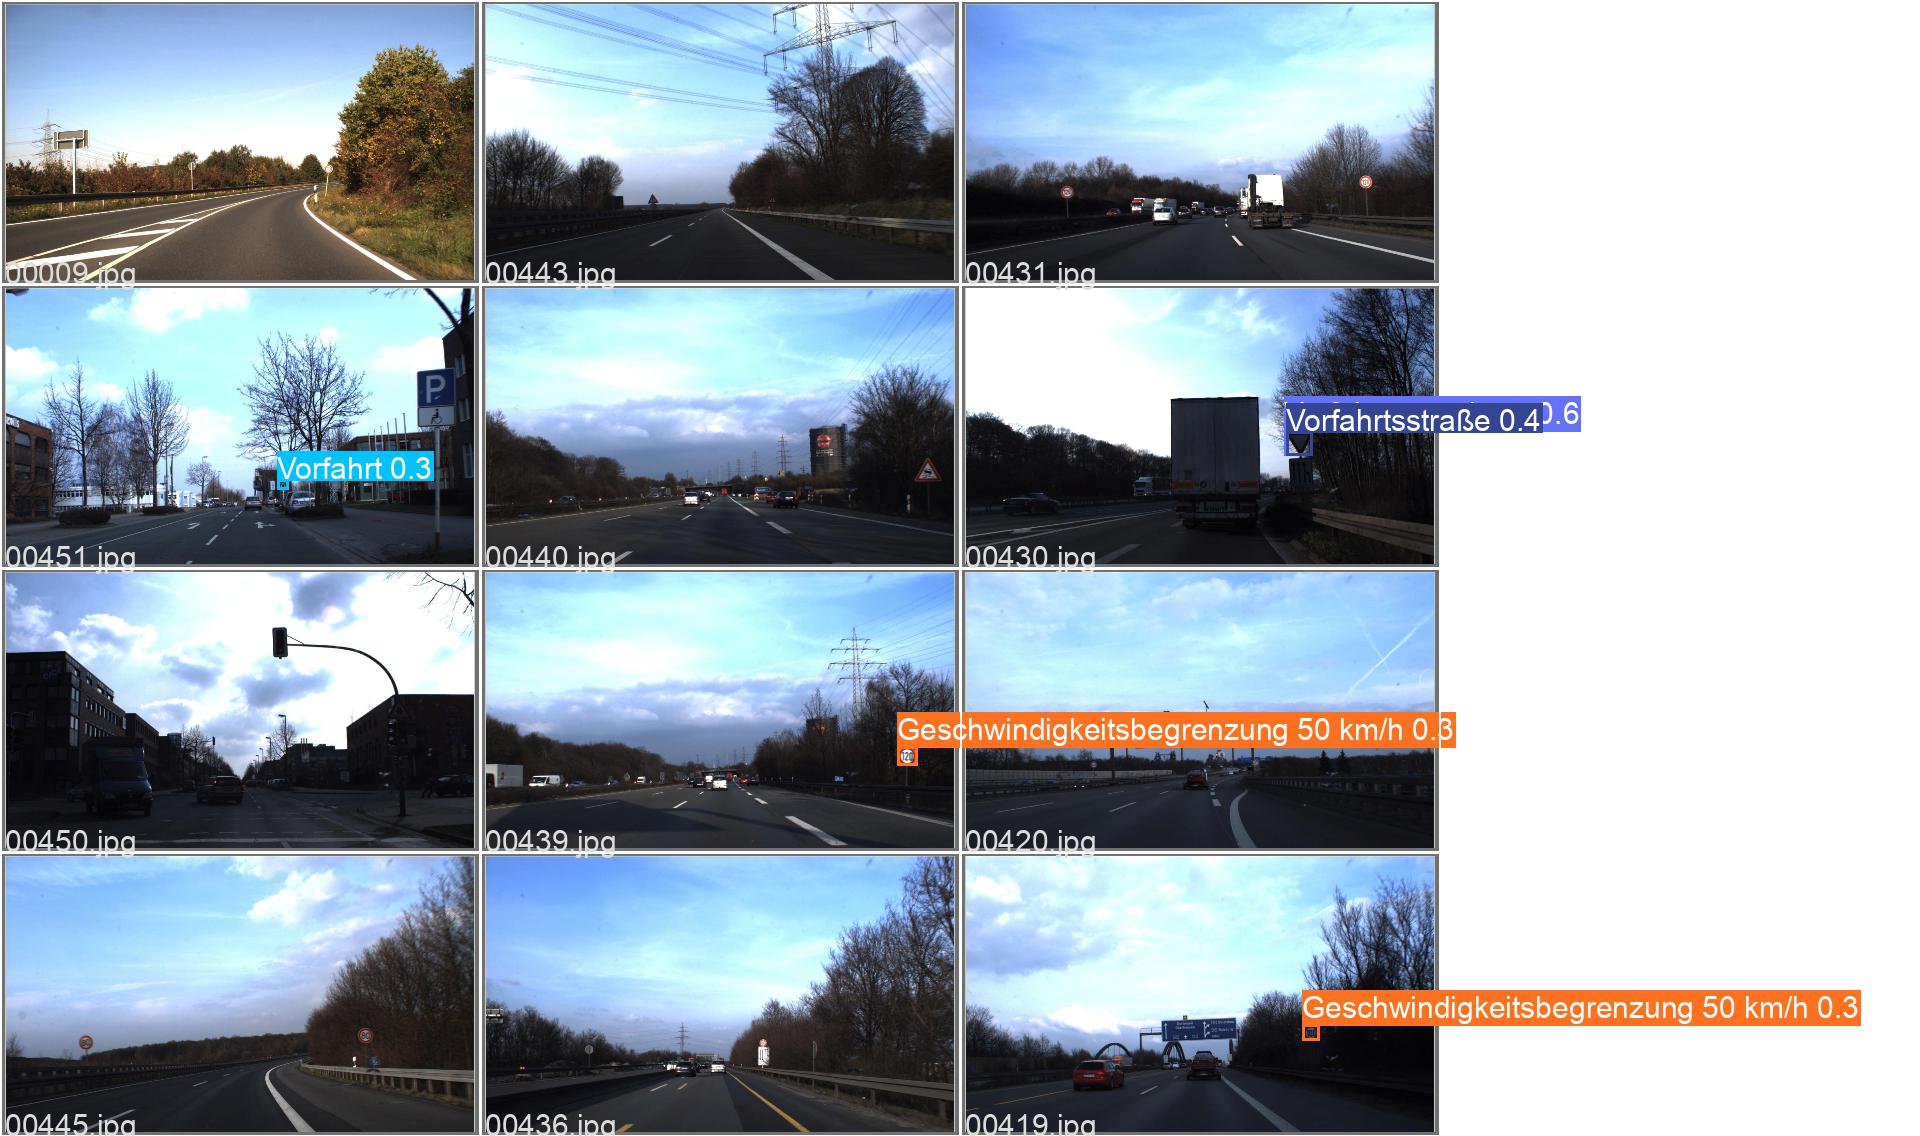 00009.jpg
00443.jpg
00431.jpg
P
Vorfahrt 0.3
00451.jpg
00440.jpg
0.6
Vorfahrtsstraße 0.4
00430.jpg
00450.jpg
Geschwindigkeitsbegrenzung 50 km/h 0.3
120
00439.jpg
00420.jpg
00445.jpg
00436.jpg
Geschwindigkeitsbegrenzung 50 km/h 0.3
00419.jpg